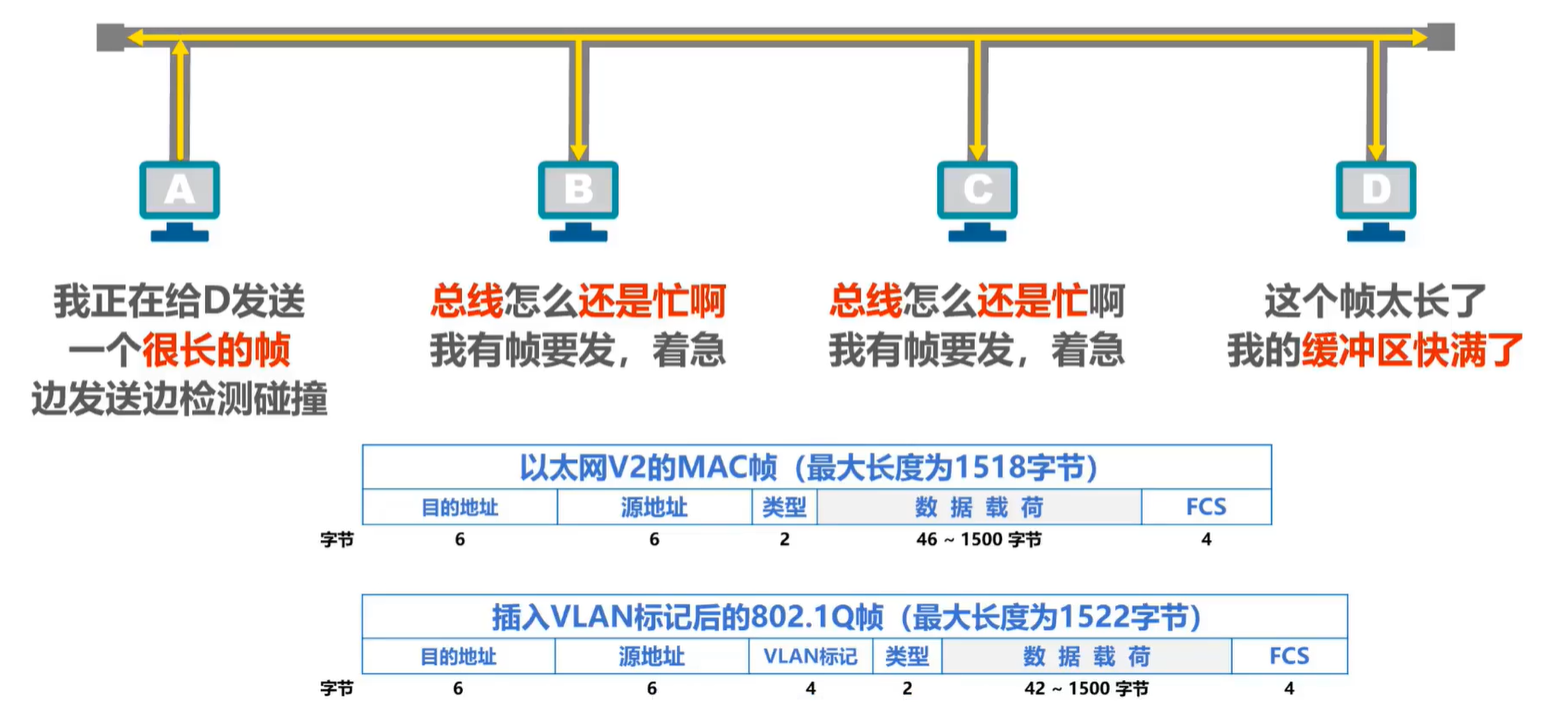 A
B
C
D
我正在给D发送
一个很长的帧
边发送边检测碰撞
总线怎么还是忙啊
我有帧要发，着急
总线怎么还是忙啊
我有帧要发，着急
这个帧太长了
我的缓冲区快满了
以太网V2的MAC帧（最大长度为1518字节）
目的地址 源地址 类型 数 据 载 荷 FCS
字节 6 6 2 46 ~ 1500 字节 4
插入VLAN标记后的802.1Q帧（最大长度为1522字节）
目的地址 源地址 VLAN标记 类型 数 据 载 荷 FCS
字节 6 6 4 2 42 ~ 1500 字节 4